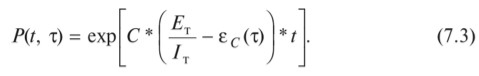 P(t, τ) = exp[C * (E_T / I_T − ε_C(τ)) * t]. (7.3)